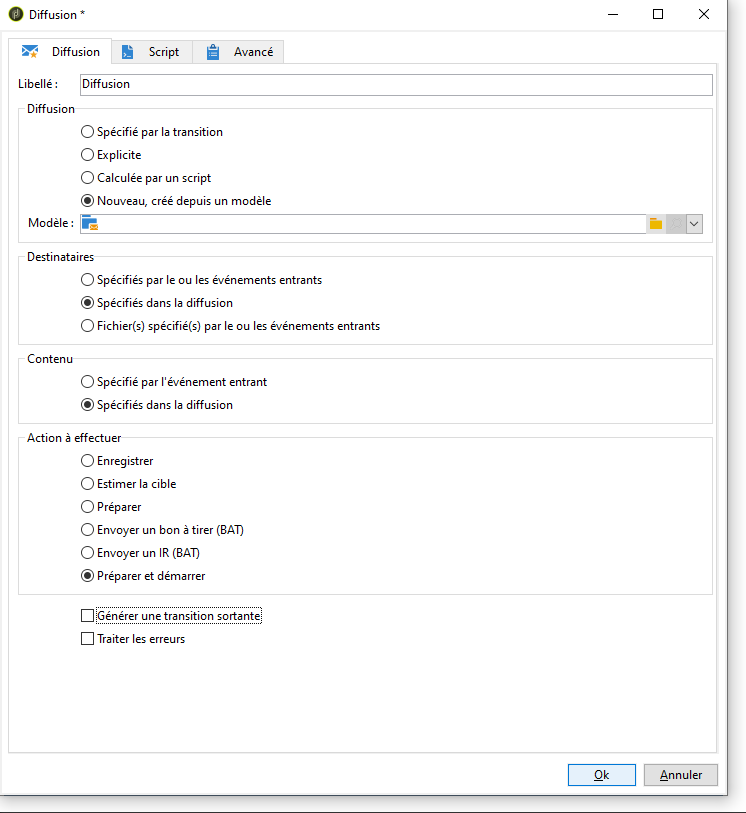 Diffusion *
Diffusion
Script
Avancé
Libellé :
Diffusion
Diffusion
Spécifié par la transition
Explicite
Calculée par un script
Nouveau, créé depuis un modèle
Modèle :
Destinataires
Spécifiés par le ou les événements entrants
Spécifiés dans la diffusion
Fichier(s) spécifié(s) par le ou les événements entrants
Contenu
Spécifié par l'événement entrant
Spécifiés dans la diffusion
Action à effectuer
Enregistrer
Estimer la cible
Préparer
Envoyer un bon à tirer (BAT)
Envoyer un IR (BAT)
Préparer et démarrer
Générer une transition sortante
Traiter les erreurs
Ok
Annuler